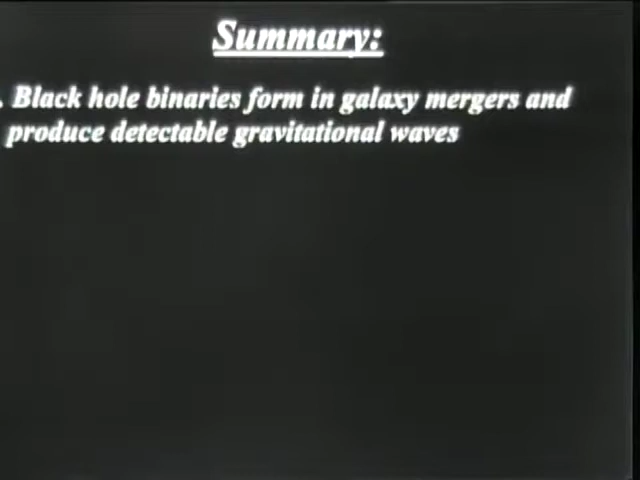 Summary:
. Black hole binaries form in galaxy mergers and
produce detectable gravitational waves